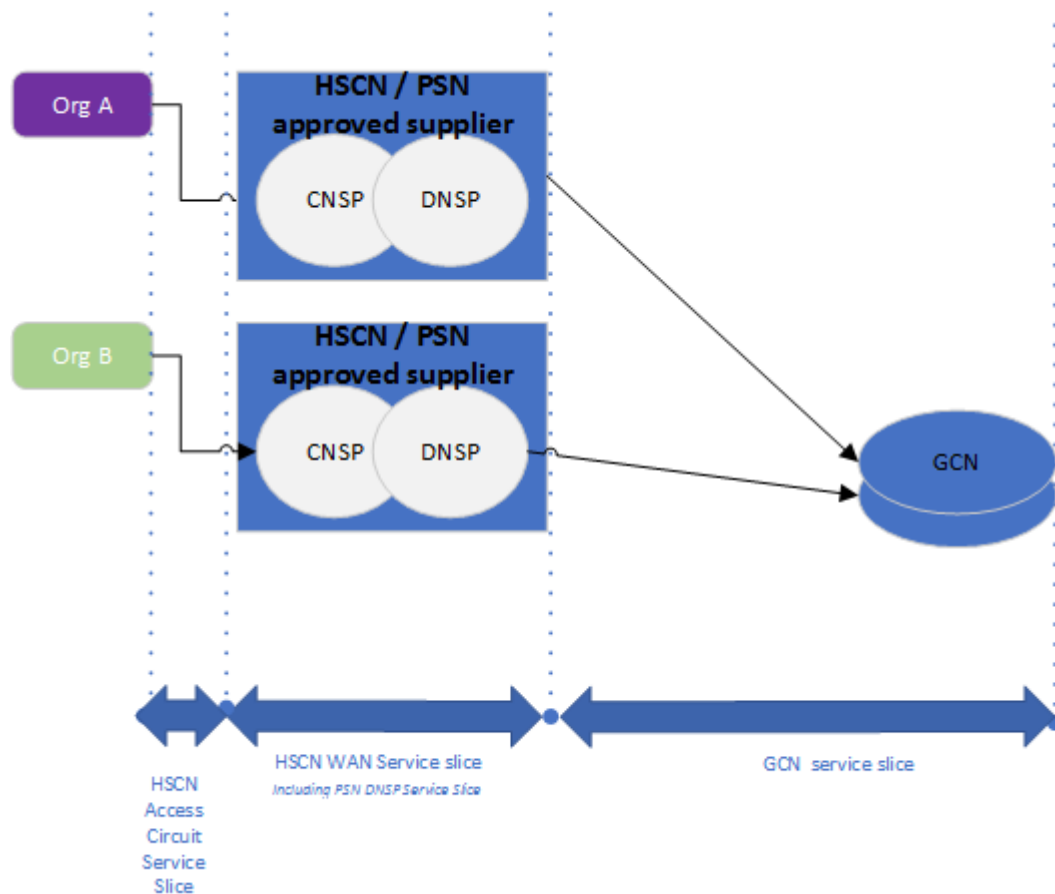 Org A
HSCN / PSN
approved supplier
CNSP
DNSP
Org B
HSCN / PSN
approved supplier
CNSP
DNSP
GCN
HSCN
Access
Circuit
Service
Slice
HSCN WAN Service slice
Including PSN DNSP Service Slice
GCN service slice